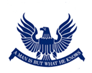 A MAN IS BUT WHAT HE KNOWS